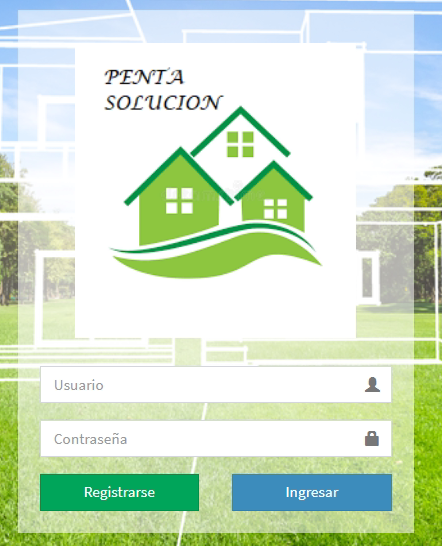 PENTA
SOLUCION
Usuario
Contraseña
Registrarse
Ingresar